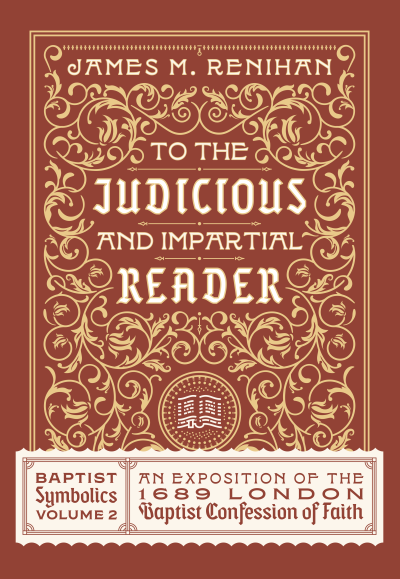 JAMES M. RENIHAN
TO THE
JUDICIOUS
AND IMPARTIAL
READER
BAPTIST
Symbolics
VOLUME 2
AN EXPOSITION OF THE
1689 LONDON
Baptist Confession of Faith